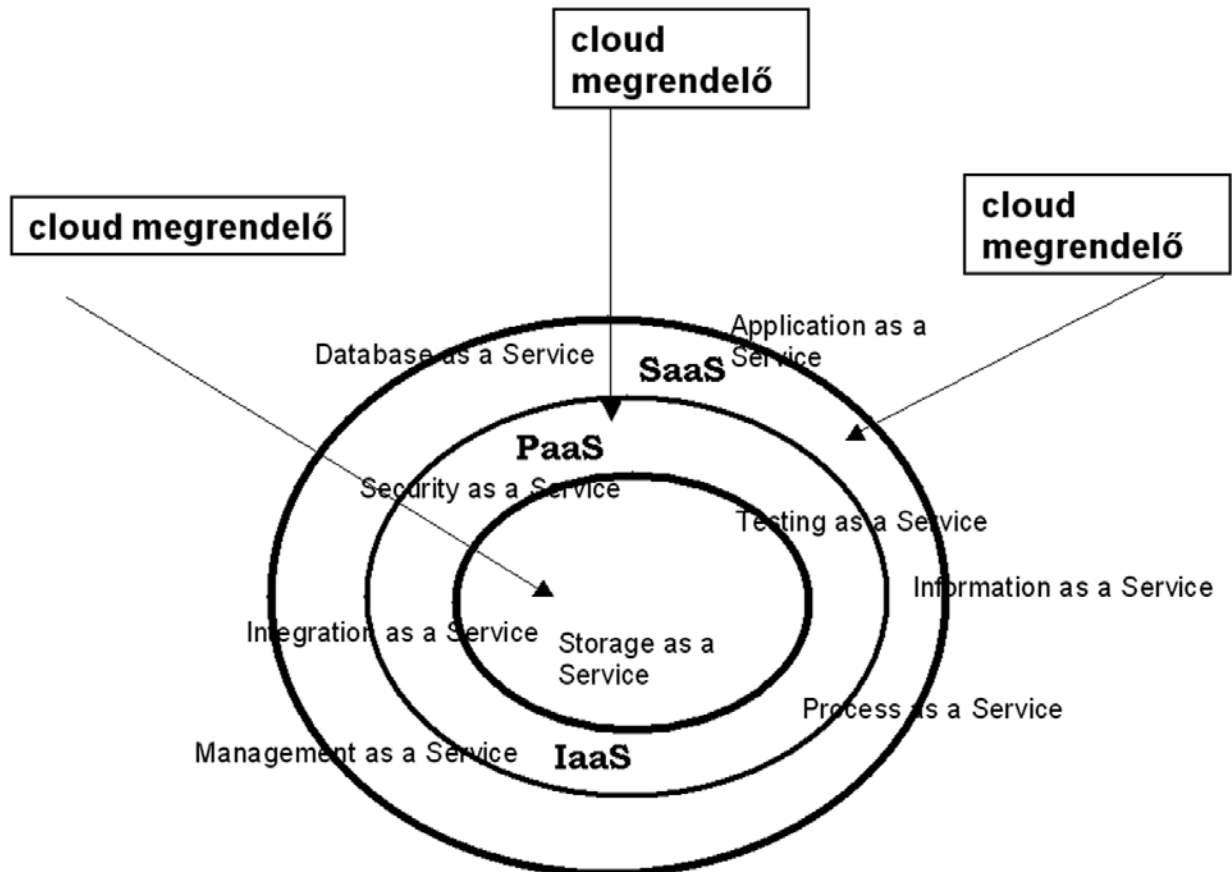 cloud
megrendelő
cloud megrendelő
cloud
megrendelő
Application as a
Service
Database as a Service
SaaS
PaaS
Security as a Service
Testing as a Service
Information as a Service
Integration as a Service
Storage as a
Service
Process as a Service
Management as a Service
IaaS